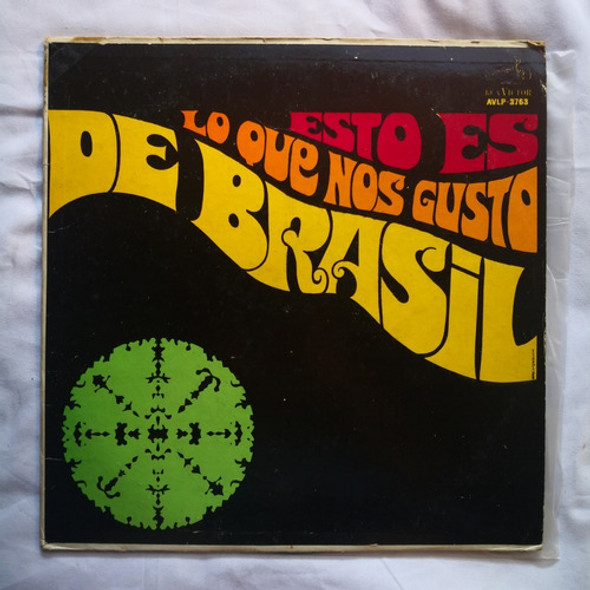 RCA VICTOR
AVLP-3763
ESTO ES
LO QUE NOS GUSTO
DE BRASIL